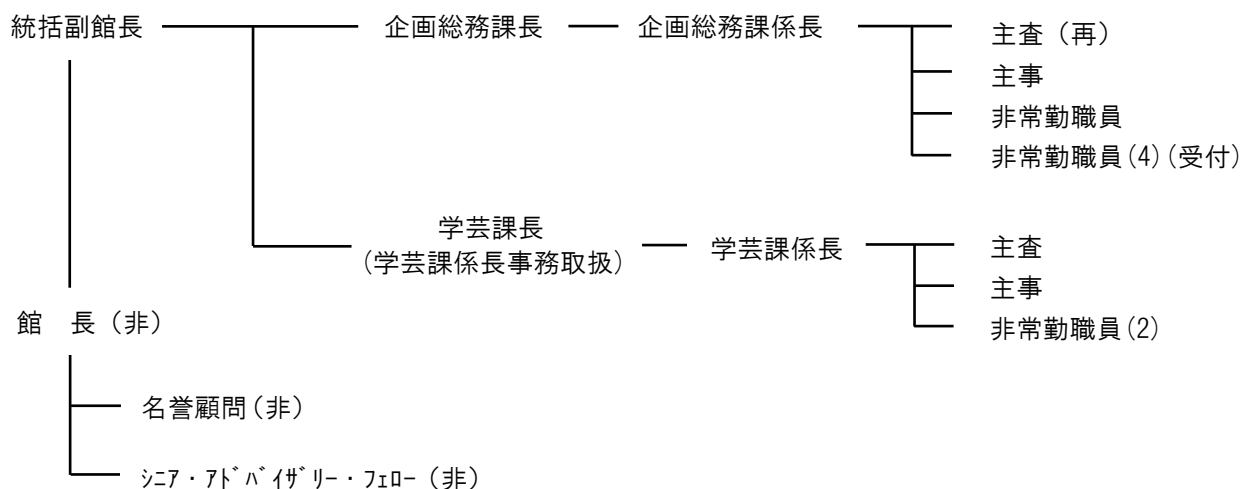 統括副館長
企画総務課長
企画総務課係長
主査（再）
主事
非常勤職員
非常勤職員(4)(受付)
学芸課長
(学芸課係長事務取扱)
学芸課係長
主査
主事
非常勤職員(2)
館　長（非）
名誉顧問(非)
ｼﾆｱ・ｱﾄﾞﾊﾞｲｻﾞﾘｰ・ﾌｪﾛｰ（非）